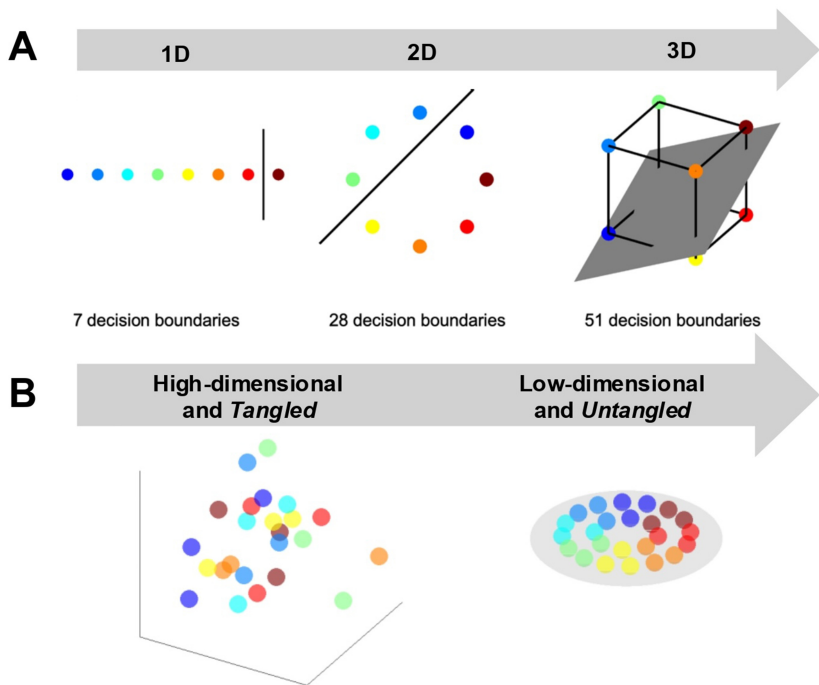 A
1D 2D 3D
7 decision boundaries 28 decision boundaries 51 decision boundaries
B
High-dimensional
and Tangled
Low-dimensional
and Untangled